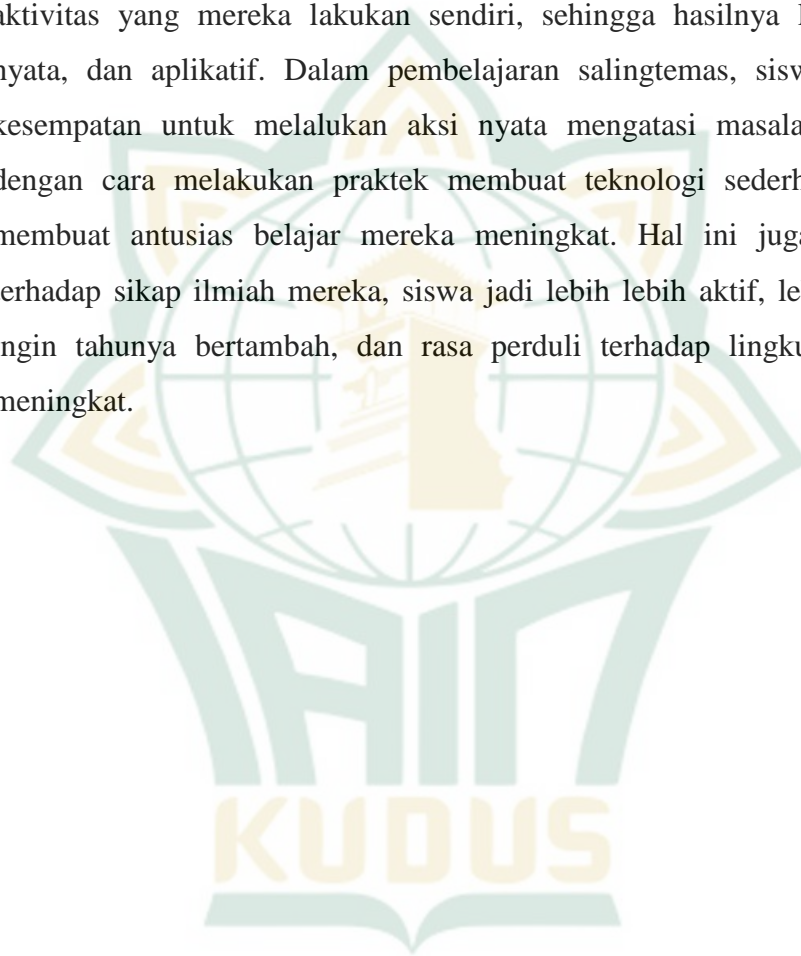 aktivitas yang mereka lakukan sendiri, sehingga hasilnya
nyata, dan aplikatif. Dalam pembelajaran salingtemas,
kesempatan untuk melalukan aksi nyata mengatasi
dengan cara melakukan praktek membuat teknologi
membuat antusias belajar mereka meningkat. Hal ini juga
terhadap sikap ilmiah mereka, siswa jadi lebih lebih aktif,
ingin tahunya bertambah, dan rasa perduli terhadap
meningkat.
IAIN
KUDUS